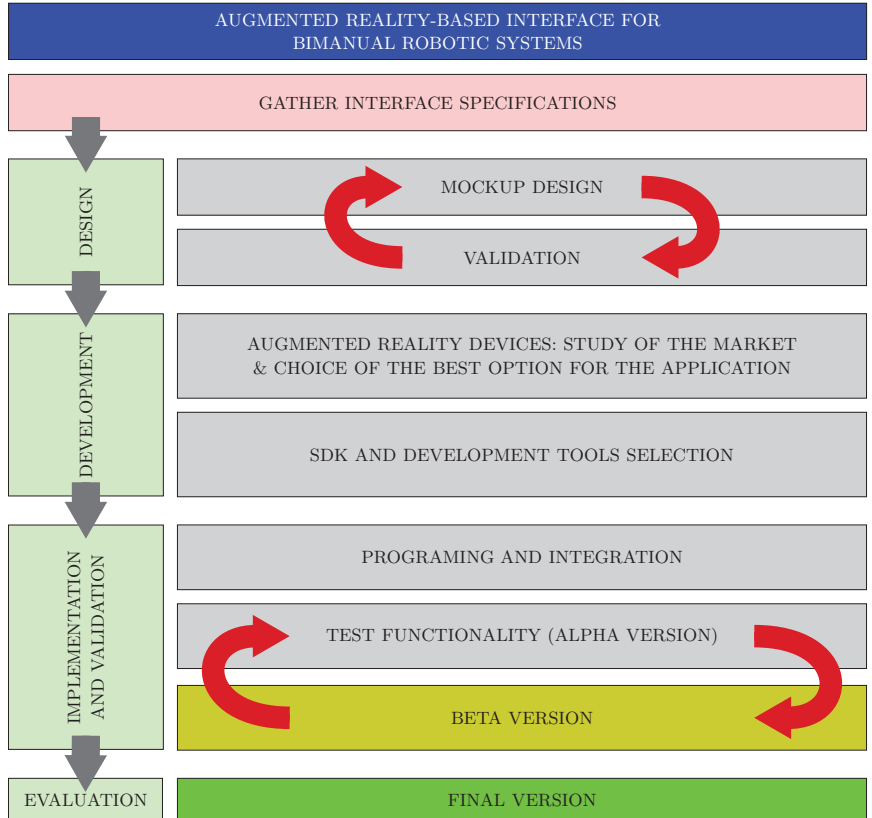 AUGMENTED REALITY-BASED INTERFACE FOR
BIMANUAL ROBOTIC SYSTEMS
GATHER INTERFACE SPECIFICATIONS
DESIGN
MOCKUP DESIGN
VALIDATION
DEVELOPMENT
AUGMENTED REALITY DEVICES: STUDY OF THE MARKET
& CHOICE OF THE BEST OPTION FOR THE APPLICATION
SDK AND DEVELOPMENT TOOLS SELECTION
IMPLEMENTATION
AND VALIDATION
PROGRAMING AND INTEGRATION
TEST FUNCTIONALITY (ALPHA VERSION)
BETA VERSION
EVALUATION
FINAL VERSION